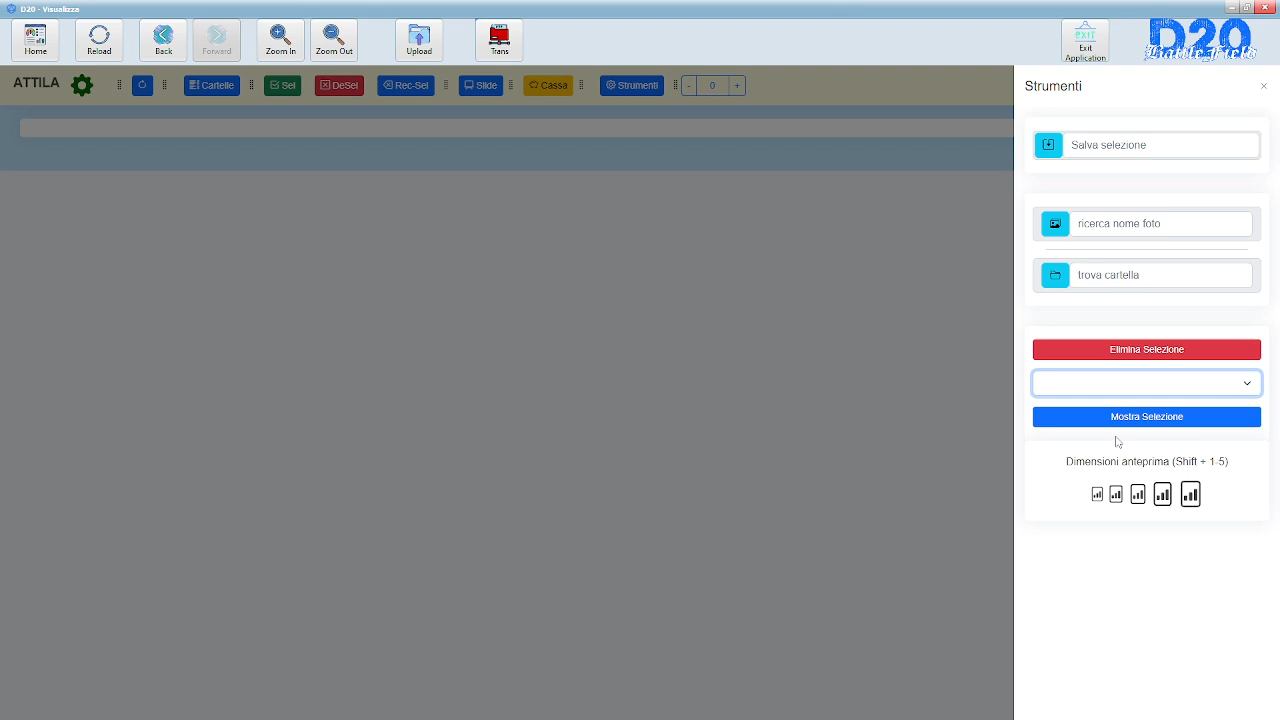 D20 - Visualizza
Home
Reload
Back
Forward
Zoom In
Zoom Out
Upload
Trans
Exit Application
D20
Battle Field
ATTILA
Cartelle
Sel
DeSel
Rec-Sel
Slide
Cassa
Strumenti
- 0 +
Strumenti
Salva selezione
ricerca nome foto
trova cartella
Elimina Selezione
Mostra Selezione
Dimensioni anteprima (Shift + 1-5)